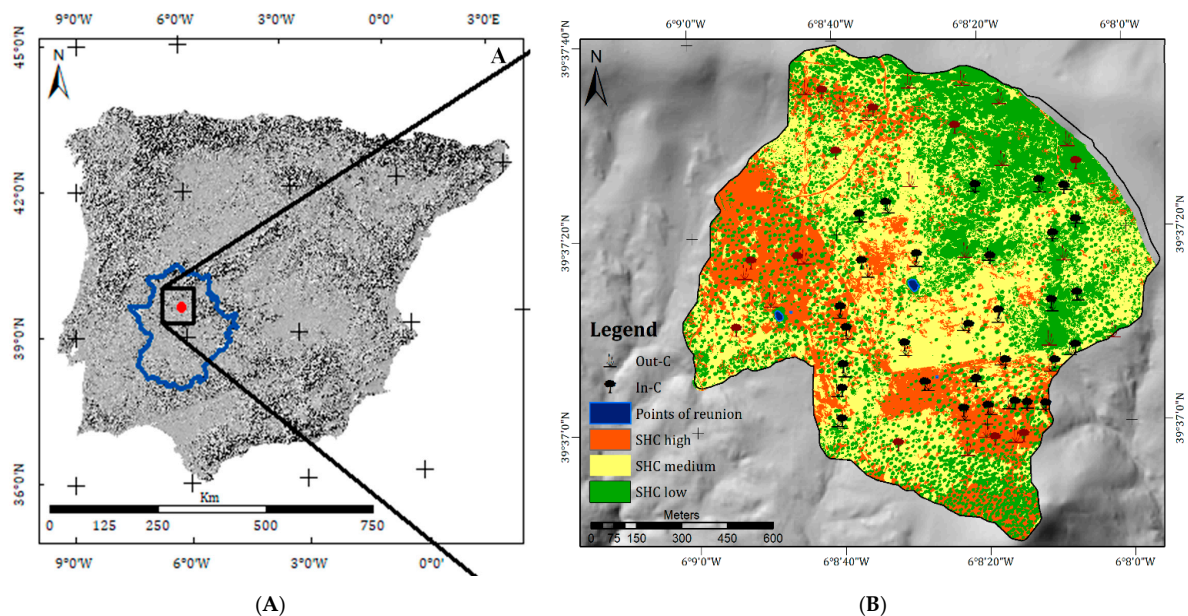 9°0'W 6°0'W 0°0' 3°0'E
45°0'N
42°0'N
39°0'N
36°0'N
N
A
Km
0 125 250 500 750
9°0'W 6°0'W 3°0'W 0°0'
(A)
6°9'0"W 6°8'40"W 6°8'20"W 6°8'0"W
39°37'40"
39°37'20"N
39°37'0"N
39°37'20"N
39°37'0"N
N
Legend
Out-C
In-C
Points of reunion
SHC high
SHC medium
SHC low
Meters
0 75 150 300 450 600
6°9'0"W 6°8'40"W 6°8'20"W 6°8'0"W
(B)